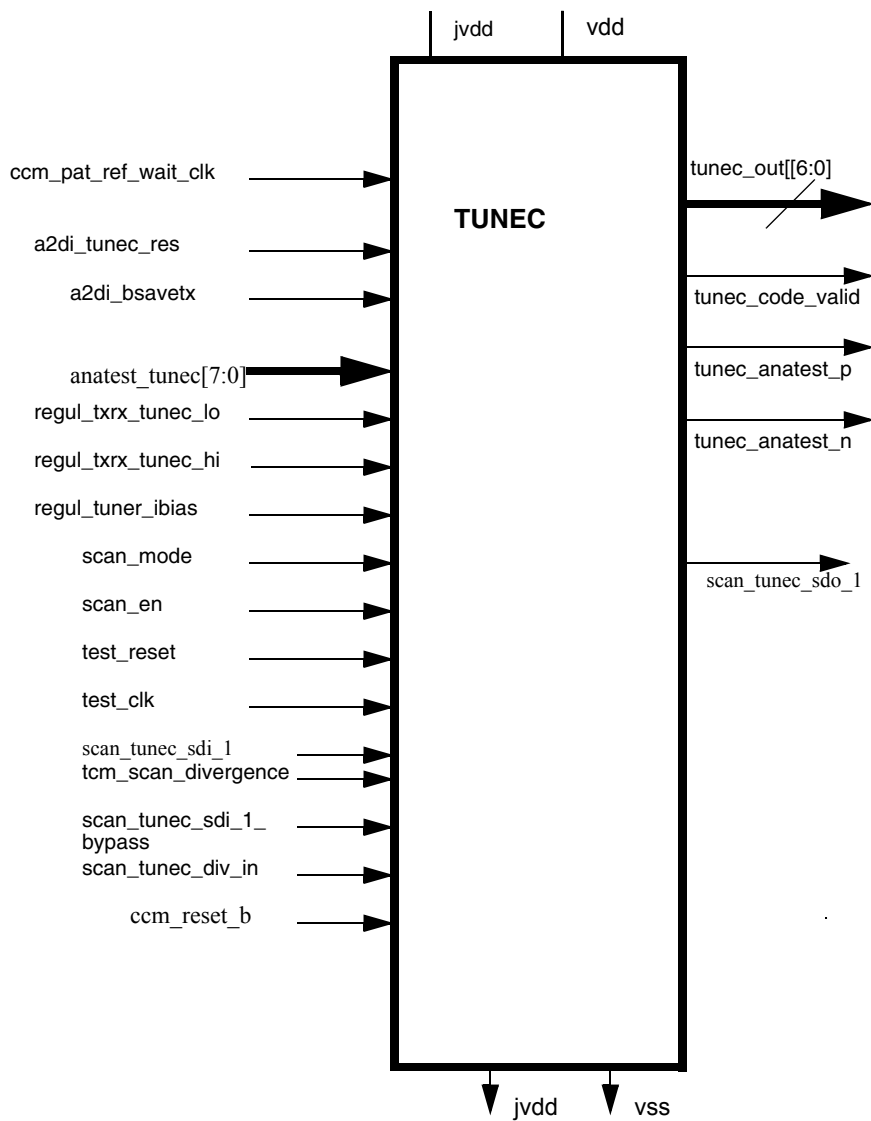 jvdd
vdd
ccm_pat_ref_wait_clk
a2di_tunec_res
a2di_bsavetx
anatest_tunec[7:0]
regul_txrx_tunec_lo
regul_txrx_tunec_hi
regul_tuner_ibias
scan_mode
scan_en
test_reset
test_clk
scan_tunec_sdi_1
tcm_scan_divergence
scan_tunec_sdi_1_
bypass
scan_tunec_div_in
ccm_reset_b
TUNEC
tunec_out[[6:0]
tunec_code_valid
tunec_anatest_p
tunec_anatest_n
scan_tunec_sdo_1
jvdd
vss